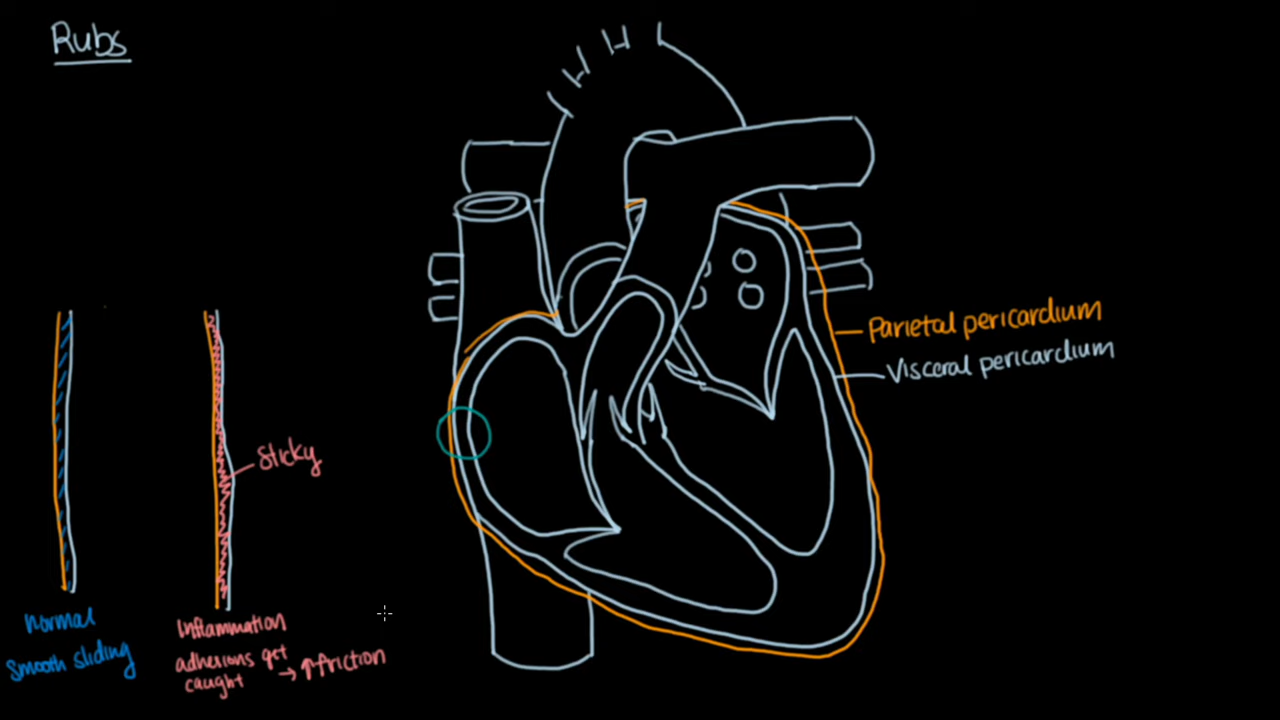 Rubs
Parietal pericardium
Visceral pericardium
Sticky
Normal
Smooth sliding
Inflammation
adhesions get
caught → ↑friction